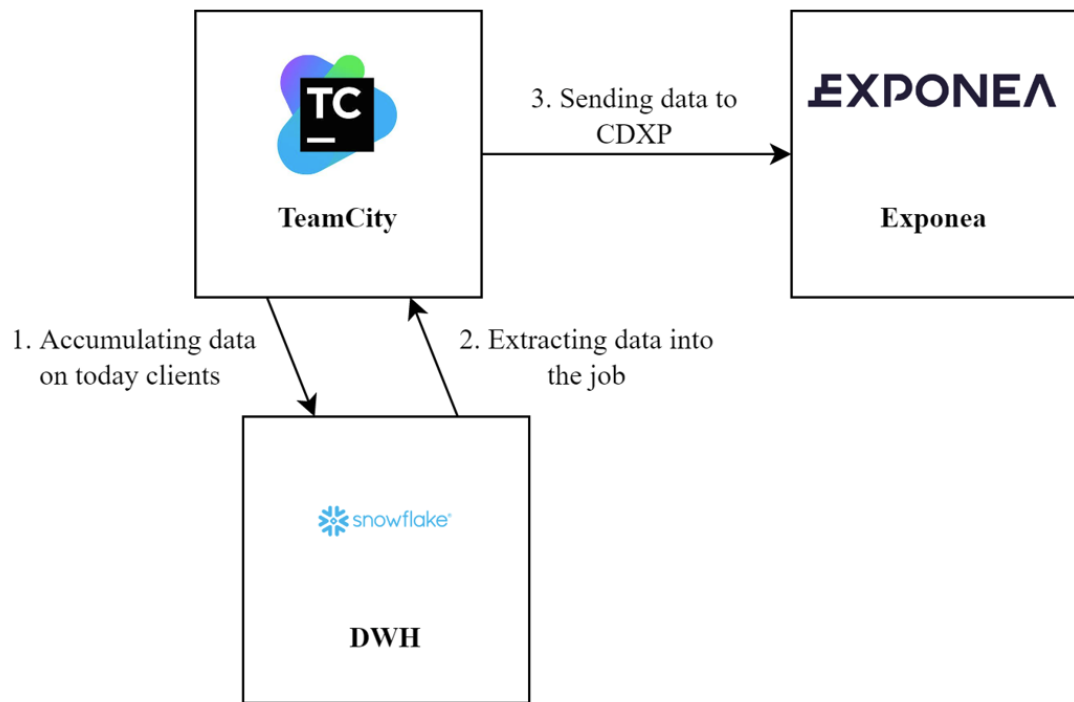 TC
TeamCity
3. Sending data to
CDXP
EXPONEA
Exponea
1. Accumulating data
on today clients
2. Extracting data into
the job
snowflake®
DWH